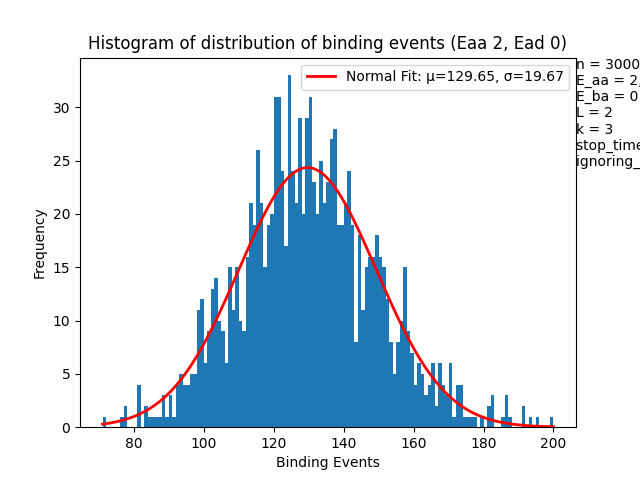 Histogram of distribution of binding events (Eaa 2, Ead 0)
Normal Fit: μ=129.65, σ=19.67
n = 3000
E_aa = 2,
E_ba = 0
L = 2
k = 3
stop_time
ignoring_
Frequency
30
25
20
15
10
5
0
80 100 120 140 160 180 200
Binding Events